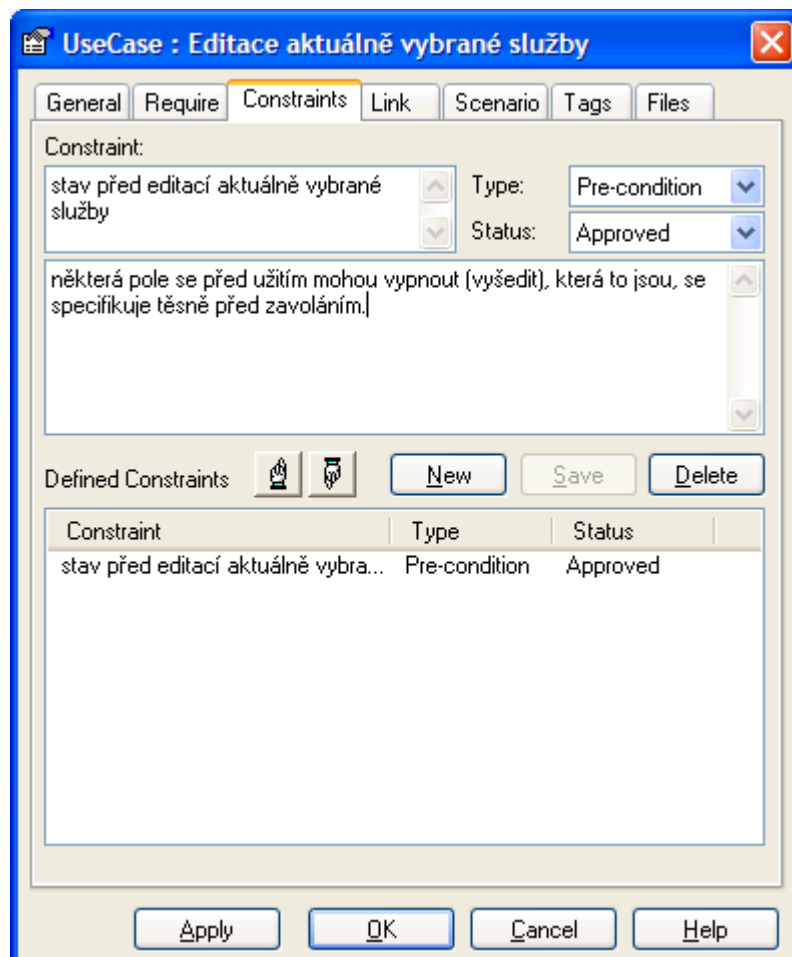 UseCase : Editace aktuálně vybrané služby
General Require Constraints Link Scenario Tags Files
Constraint:
stav před editací aktuálně vybrané
služby
Type: Pre-condition
Status: Approved
některá pole se před užitím mohou vypnout (vyšedit), která to jsou, se
specifikuje těsně před zavoláním.
Defined Constraints New Save Delete
Constraint Type Status
stav před editací aktuálně vybra... Pre-condition Approved
Apply OK Cancel Help